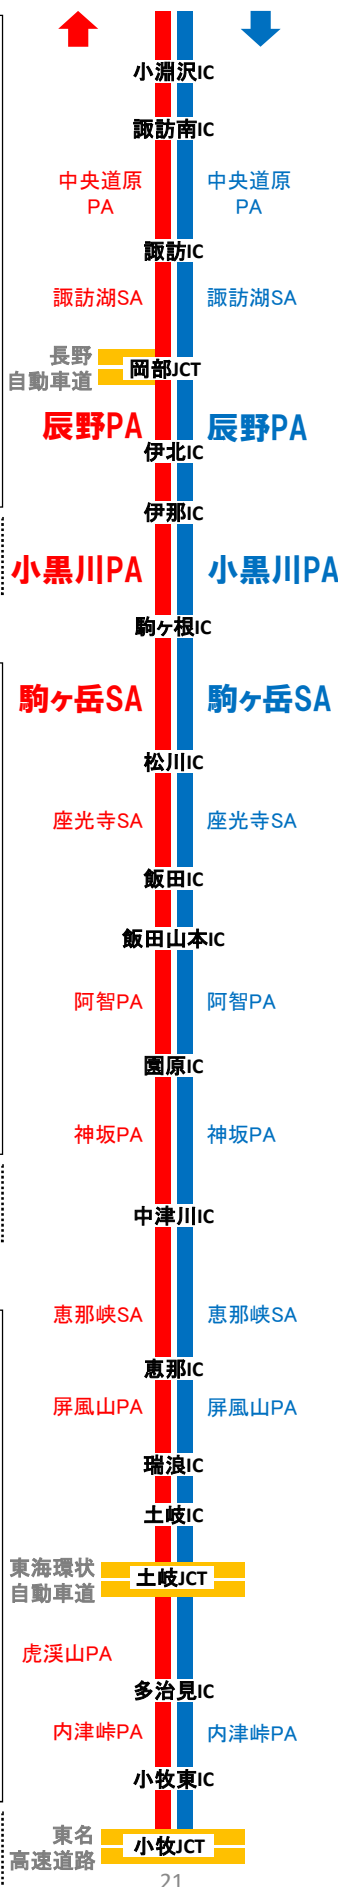 小淵沢IC
諏訪南IC
中央道原
PA
中央道原
PA
諏訪IC
諏訪湖SA
諏訪湖SA
長野
自動車道
岡部JCT
辰野PA
辰野PA
伊北IC
伊那IC
小黒川PA
小黒川PA
駒ヶ根IC
駒ヶ岳SA
駒ヶ岳SA
松川IC
座光寺SA
座光寺SA
飯田IC
飯田山本IC
阿智PA
阿智PA
園原IC
神坂PA
神坂PA
中津川IC
恵那峡SA
恵那峡SA
恵那IC
屏風山PA
屏風山PA
瑞浪IC
土岐IC
東海環状
自動車道
土岐JCT
虎渓山PA
多治見IC
内津峠PA
内津峠PA
小牧東IC
東名
高速道路
小牧JCT
21